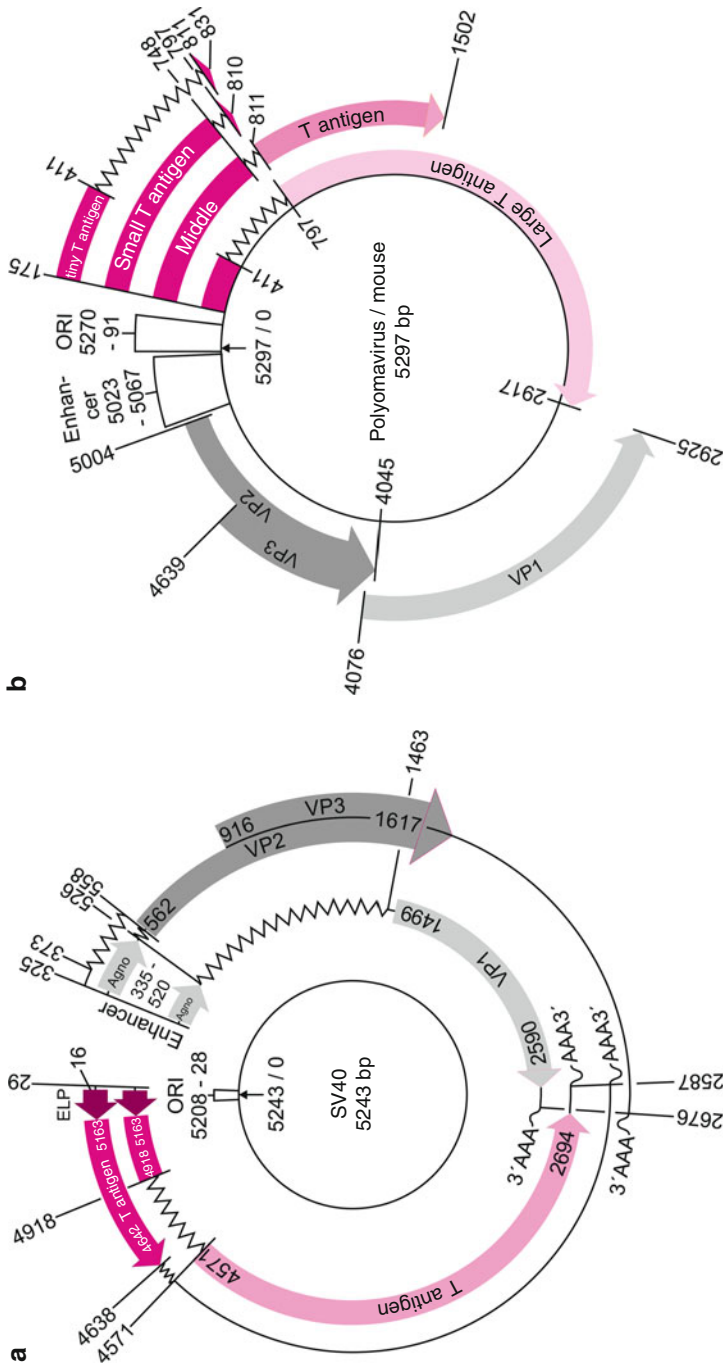 a
29
16
ELP
4918
4638
4571
4642 T antigen 5163
4918 5163
4571
T antigen
2694
ORI
5208 - 28
5243 / 0
SV40
5243 bp
325
373
526
558
Enhancer
Agno
335 -
520
Agno
562
VP2
916
VP3
1617
1463
1499
VP1
2590
3´AAA
AAA3´
AAA3´
3´AAA
2676
2587
b
175
411
tiny T antigen
Small T antigen
Middle
748
797
811
831
810
811
T antigen
1502
411
797
Large T antigen
2917
ORI
5270
- 91
Enhan-
cer
5023
- 5067
5297 / 0
Polyomavirus / mouse
5297 bp
5004
VP2
VP3
4639
4045
4076
VP1
2925